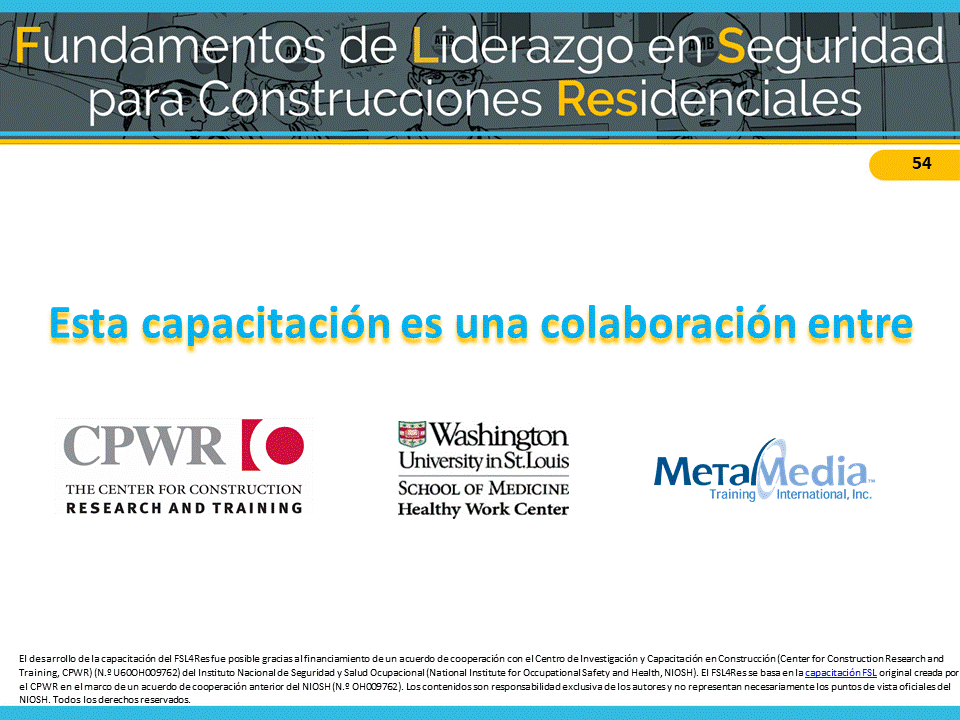 Fundamentos de Liderazgo en Seguridad
para Construcciones Residenciales
54
Esta capacitación es una colaboración entre
CPWR
THE CENTER FOR CONSTRUCTION
RESEARCH AND TRAINING
Washington
University in St. Louis
SCHOOL OF MEDICINE
Healthy Work Center
METAMEDIA™
Training International, Inc.
El desarrollo de la capacitación del FSL4Res fue posible gracias al financiamiento de un acuerdo de cooperación con el Centro de Investigación y Capacitación en Construcción (Center for Construction Research and
Training, CPWR) (N.º U60OH009762) del Instituto Nacional de Seguridad y Salud Ocupacional (National Institute for Occupational Safety and Health, NIOSH). El FSL4Res se basa en la capacitación FSL original creada por
el CPWR en el marco de un acuerdo de cooperación anterior del NIOSH (N.º OH009762). Los contenidos son responsabilidad exclusiva de los autores y no representan necesariamente los puntos de vista oficiales del
NIOSH. Todos los derechos reservados.